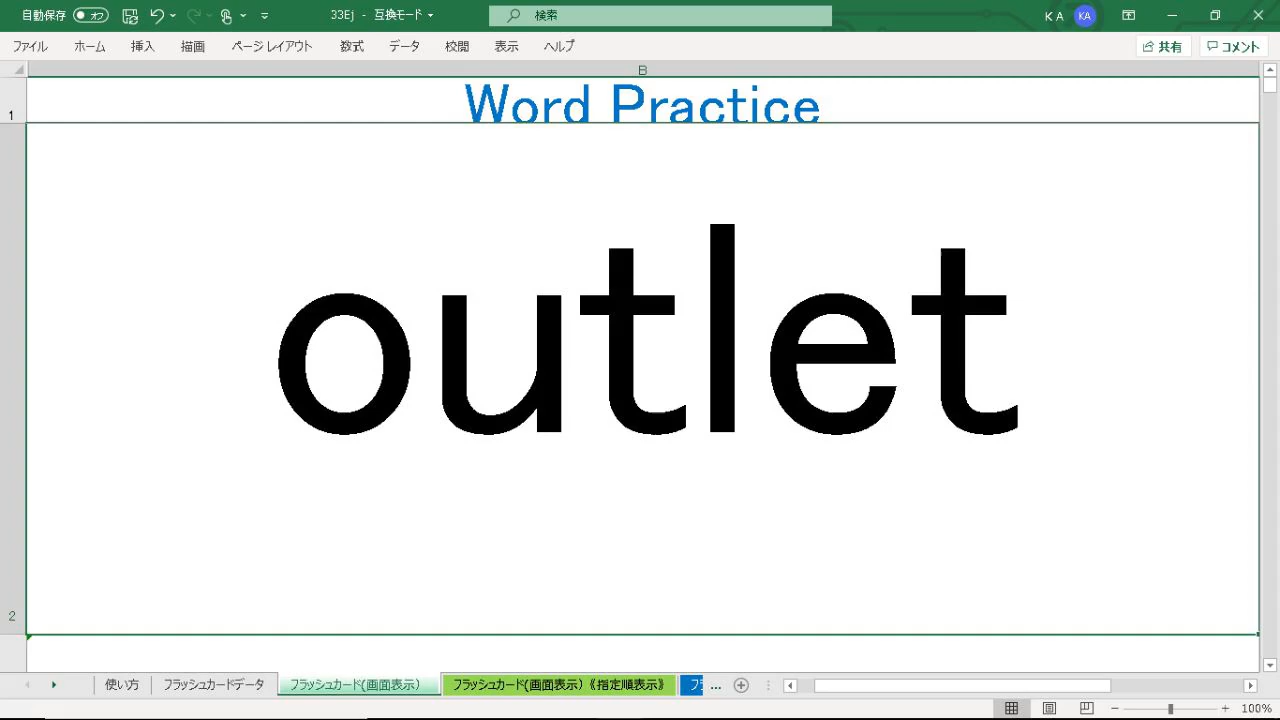 自動保存 オフ 33Ej - 互換モード 検索 K A KA
ファイル ホーム 挿入 描画 ページ レイアウト 数式 データ 校閲 表示 ヘルプ 共有 コメント
B
1 Word Practice
outlet
2
使い方 フラッシュカードデータ フラッシュカード(画面表示) フラッシュカード(画面表示)《指定順表示》 フラ ...
100%